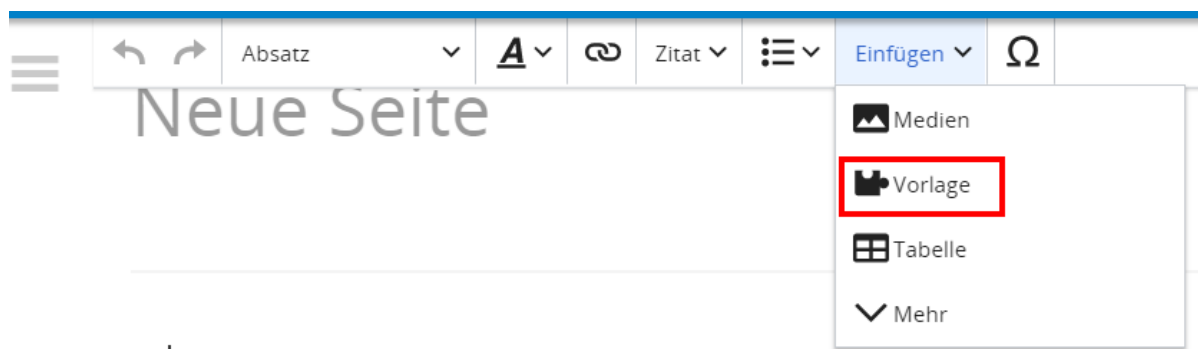 Absatz A Zitat Einfügen Ω
Neue Seite
Medien
Vorlage
Tabelle
Mehr